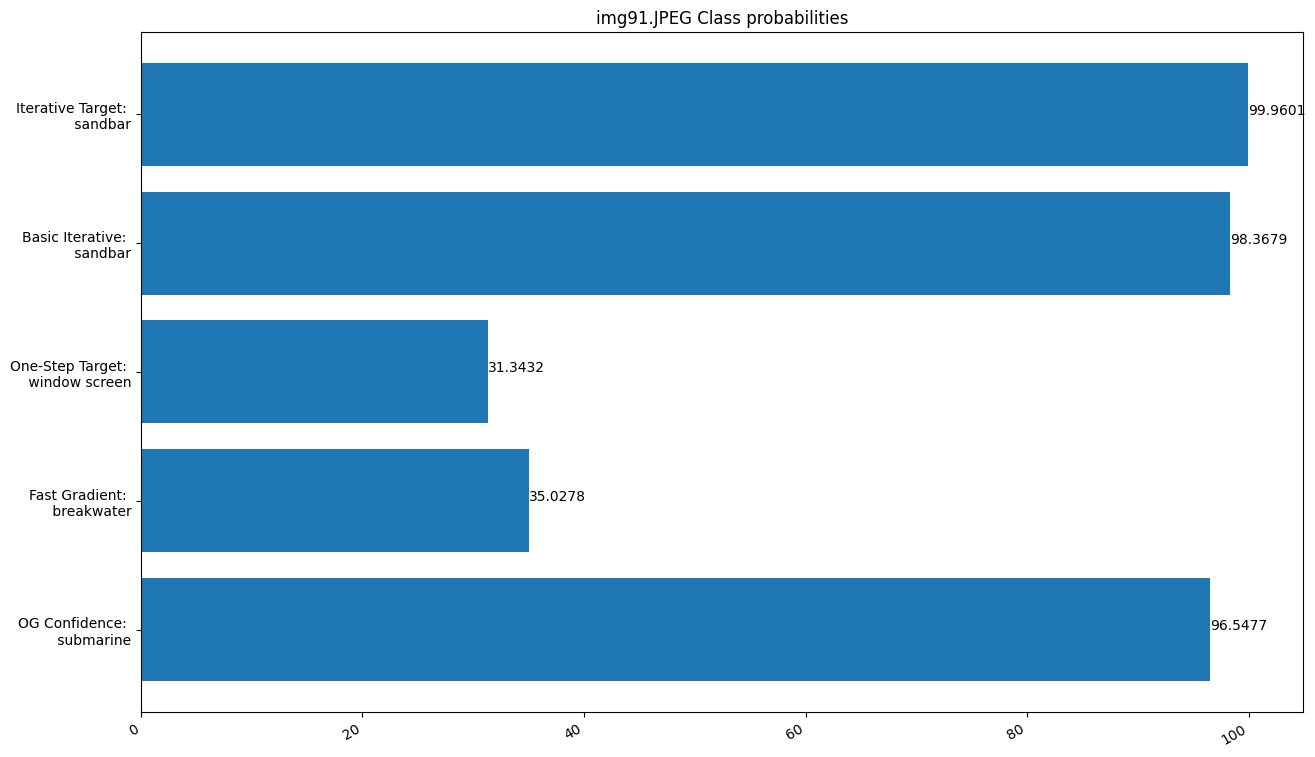 img91.JPEG Class probabilities
Iterative Target:
sandbar
99.9601
Basic Iterative:
sandbar
98.3679
One-Step Target:
window screen
31.3432
Fast Gradient:
breakwater
35.0278
OG Confidence:
submarine
96.5477
0
20
40
60
80
100